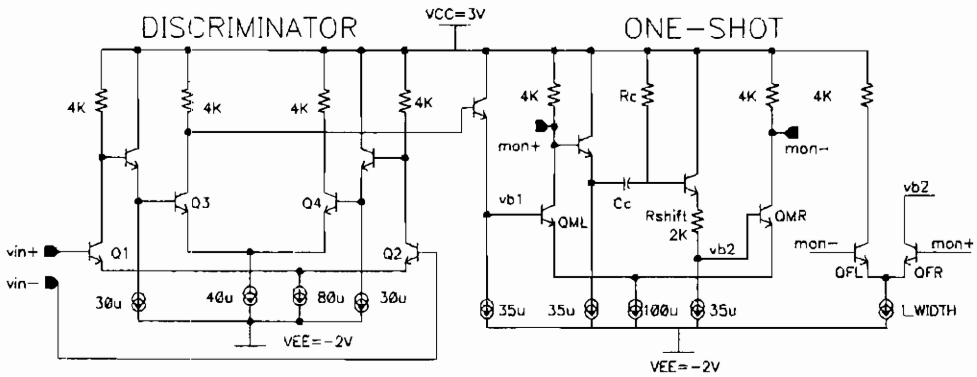 DISCRIMINATOR
VCC=3V
ONE-SHOT
4K
4K
4K
4K
4K
Rc
4K
4K
mon+
mon-
Q3
Q4
vb1
QML
Cc
Rshift
2K
QMR
vb2
vb2
vin+
Q1
Q2
mon-
mon+
QFL
QFR
vin-
30u
40u
80u
30u
35u
35u
100u
35u
I_WIDTH
VEE=-2V
VEE=-2V